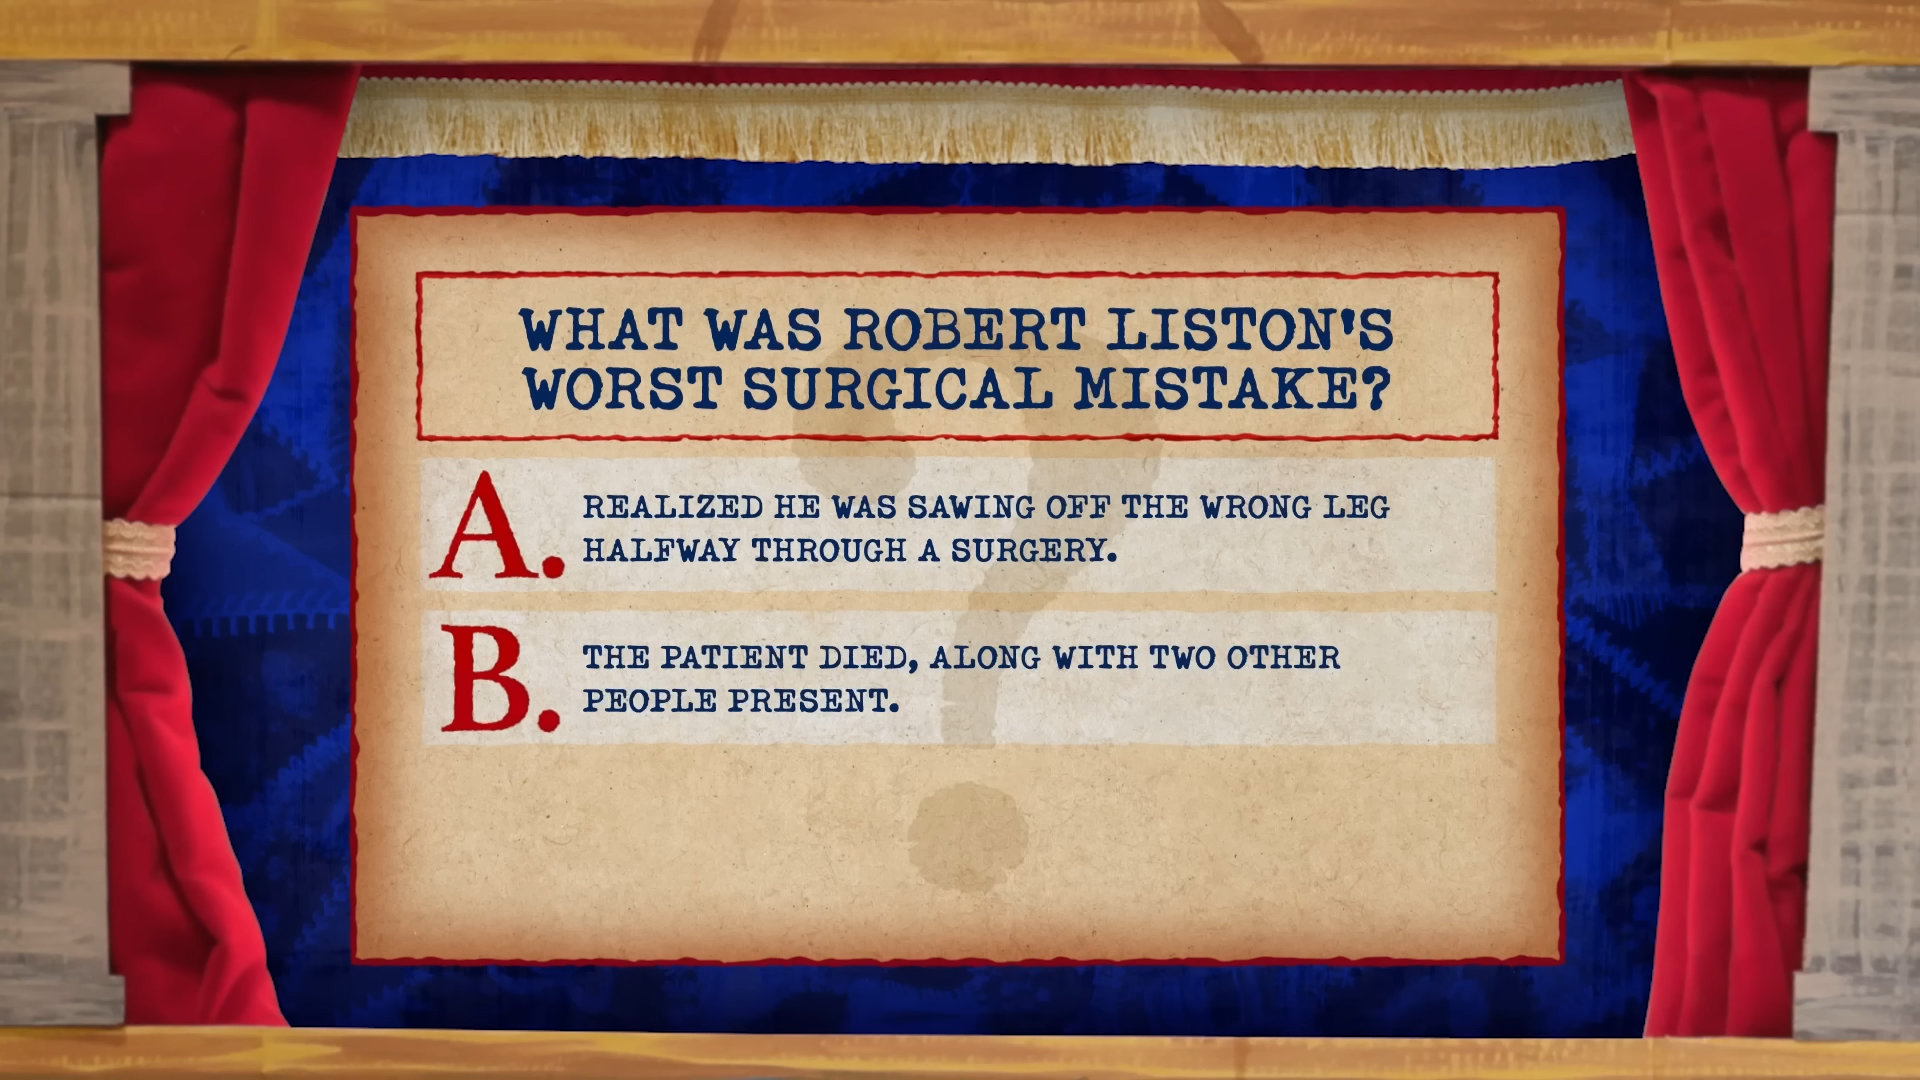 WHAT WAS ROBERT LISTON'S
WORST SURGICAL MISTAKE?
A. REALIZED HE WAS SAWING OFF THE WRONG LEG
HALFWAY THROUGH A SURGERY.
B. THE PATIENT DIED, ALONG WITH TWO OTHER
PEOPLE PRESENT.